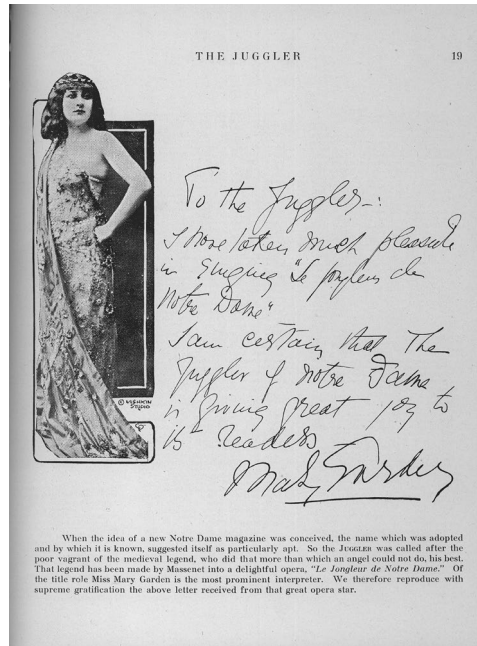 THE JUGGLER
19
To the Juggler-:
I have taken much pleasure
in singing "Le jongleur de
Notre Dame"
I am certain that The
Juggler of Notre Dame
is giving great joy to
its readers
Mary Garden
© MISHKIN
STUDIO
When the idea of a new Notre Dame magazine was conceived, the name which was adopted
and by which it is known, suggested itself as particularly apt. So the JUGGLER was called after the
poor vagrant of the medieval legend, who did that more than which an angel could not do, his best.
That legend has been made by Massenet into a delightful opera, "Le Jongleur de Notre Dame." Of
the title role Miss Mary Garden is the most prominent interpreter. We therefore reproduce with
supreme gratification the above letter received from that great opera star.